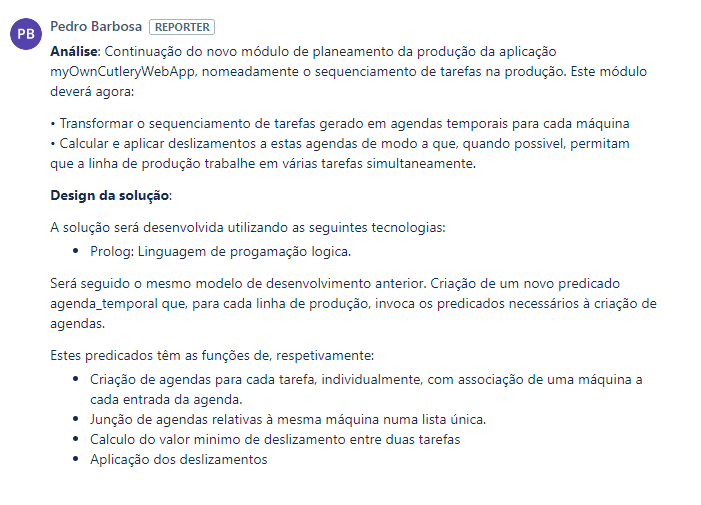 PB
Pedro Barbosa REPORTER
Análise: Continuação do novo módulo de planeamento da produção da aplicação
myOwnCutleryWebApp, nomeadamente o sequenciamento de tarefas na produção. Este módulo
deverá agora:
• Transformar o sequenciamento de tarefas gerado em agendas temporais para cada máquina
• Calcular e aplicar deslizamentos a estas agendas de modo a que, quando possivel, permitam
que a linha de produção trabalhe em várias tarefas simultaneamente.
Design da solução:
A solução será desenvolvida utilizando as seguintes tecnologias:
• Prolog: Linguagem de progamação logica.
Será seguido o mesmo modelo de desenvolvimento anterior. Criação de um novo predicado
agenda_temporal que, para cada linha de produção, invoca os predicados necessários à criação de
agendas.
Estes predicados têm as funções de, respetivamente:
• Criação de agendas para cada tarefa, individualmente, com associação de uma máquina a
cada entrada da agenda.
• Junção de agendas relativas à mesma máquina numa lista única.
• Calculo do valor minimo de deslizamento entre duas tarefas
• Aplicação dos deslizamentos